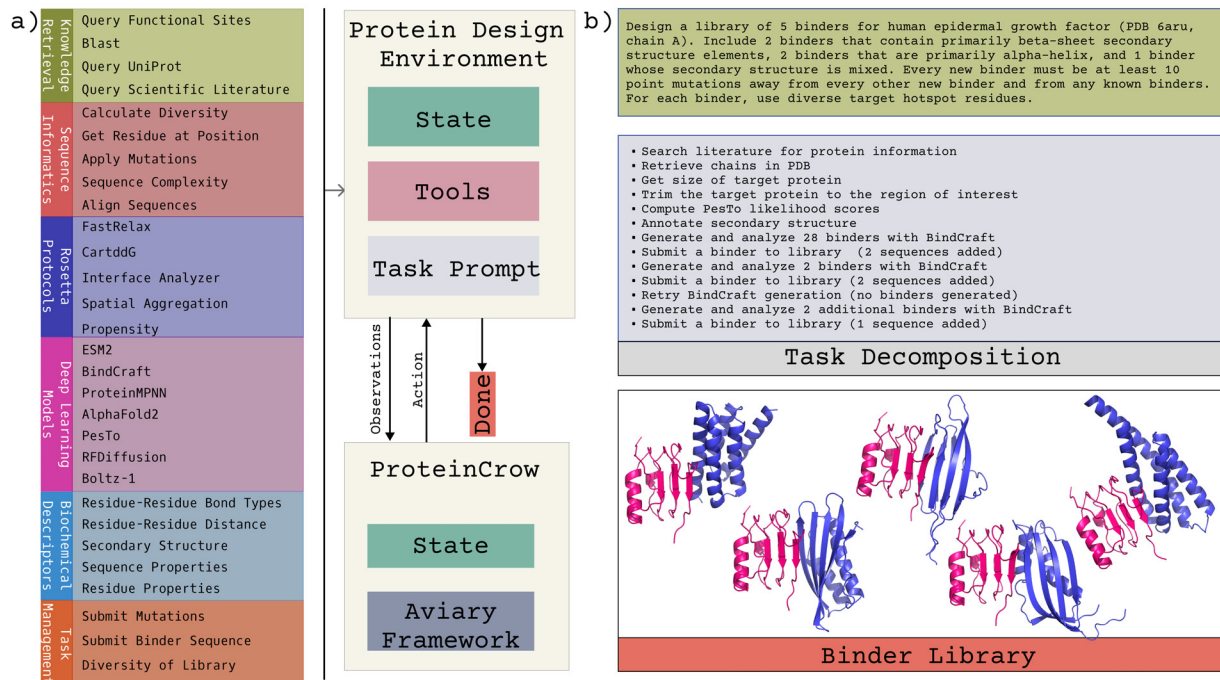 a)
Knowledge
Retrieval
Query Functional Sites
Blast
Query UniProt
Query Scientific Literature
Sequence
Informatics
Calculate Diversity
Get Residue at Position
Apply Mutations
Sequence Complexity
Align Sequences
Rosetta
Protocols
FastRelax
CartddG
Interface Analyzer
Spatial Aggregation
Propensity
Deep Learning
Models
ESM2
BindCraft
ProteinMPNN
AlphaFold2
PesTo
RFDiffusion
Boltz-1
Biochemical
Descriptors
Residue-Residue Bond Types
Residue-Residue Distance
Secondary Structure
Sequence Properties
Residue Properties
Task
Management
Submit Mutations
Submit Binder Sequence
Diversity of Library
Protein Design
Environment
State
Tools
Task Prompt
Observations
Action
Done
ProteinCrow
State
Aviary
Framework
b)
Design a library of 5 binders for human epidermal growth factor (PDB 6aru,
chain A). Include 2 binders that contain primarily beta-sheet secondary
structure elements, 2 binders that are primarily alpha-helix, and 1 binder
whose secondary structure is mixed. Every new binder must be at least 10
point mutations away from every other new binder and from any known binders.
For each binder, use diverse target hotspot residues.
▪ Search literature for protein information
▪ Retrieve chains in PDB
▪ Get size of target protein
▪ Trim the target protein to the region of interest
▪ Compute PesTo likelihood scores
▪ Annotate secondary structure
▪ Generate and analyze 28 binders with BindCraft
▪ Submit a binder to library (2 sequences added)
▪ Generate and analyze 2 binders with BindCraft
▪ Submit a binder to library (2 sequences added)
▪ Retry BindCraft generation (no binders generated)
▪ Generate and analyze 2 additional binders with BindCraft
▪ Submit a binder to library (1 sequence added)
Task Decomposition
Binder Library